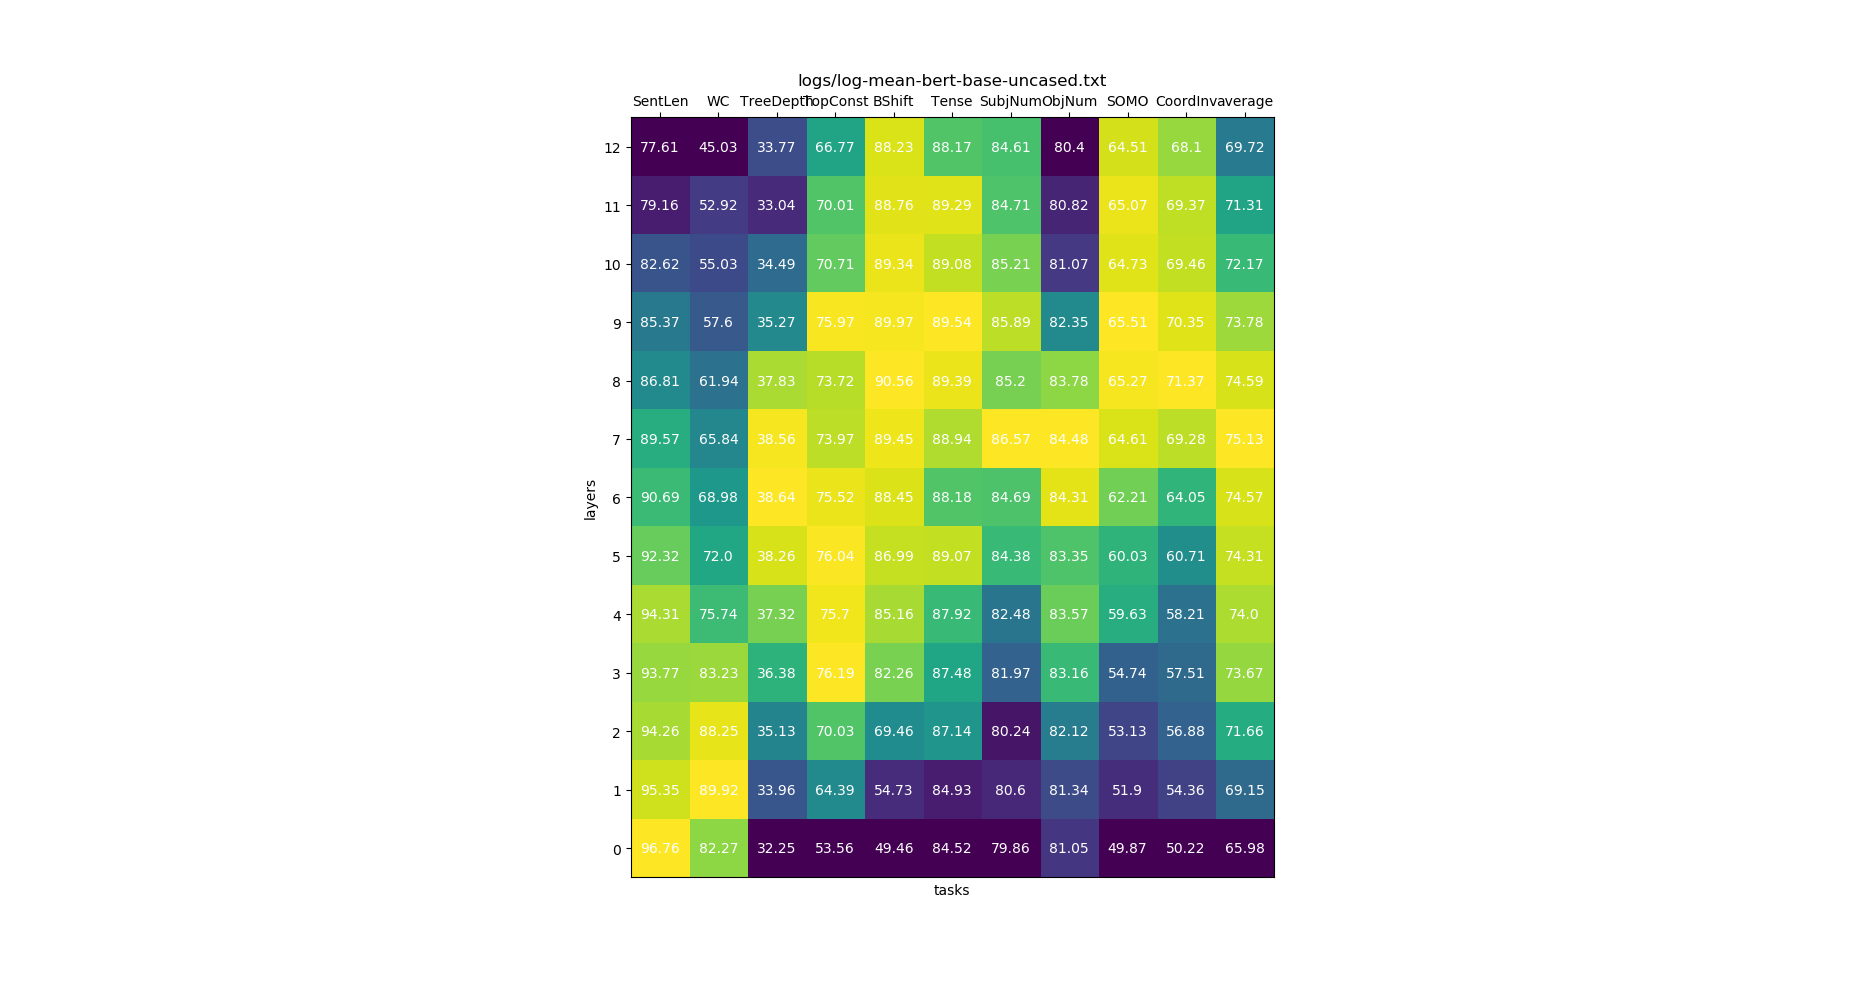 logs/log-mean-bert-base-uncased.txt
SentLen WC TreeDepth TopConst BShift Tense SubjNum ObjNum SOMO CoordInv average
12 77.61 45.03 33.77 66.77 88.23 88.17 84.61 80.4 64.51 68.1 69.72
11 79.16 52.92 33.04 70.01 88.76 89.29 84.71 80.82 65.07 69.37 71.31
10 82.62 55.03 34.49 70.71 89.34 89.08 85.21 81.07 64.73 69.46 72.17
9 85.37 57.6 35.27 75.97 89.97 89.54 85.89 82.35 65.51 70.35 73.78
8 86.81 61.94 37.83 73.72 90.56 89.39 85.2 83.78 65.27 71.37 74.59
7 89.57 65.84 38.56 73.97 89.45 88.94 86.57 84.48 64.61 69.28 75.13
6 90.69 68.98 38.64 75.52 88.45 88.18 84.69 84.31 62.21 64.05 74.57
layers
5 92.32 72.0 38.26 76.04 86.99 89.07 84.38 83.35 60.03 60.71 74.31
4 94.31 75.74 37.32 75.7 85.16 87.92 82.48 83.57 59.63 58.21 74.0
3 93.77 83.23 36.38 76.19 82.26 87.48 81.97 83.16 54.74 57.51 73.67
2 94.26 88.25 35.13 70.03 69.46 87.14 80.24 82.12 53.13 56.88 71.66
1 95.35 89.92 33.96 64.39 54.73 84.93 80.6 81.34 51.9 54.36 69.15
0 96.76 82.27 32.25 53.56 49.46 84.52 79.86 81.05 49.87 50.22 65.98
tasks